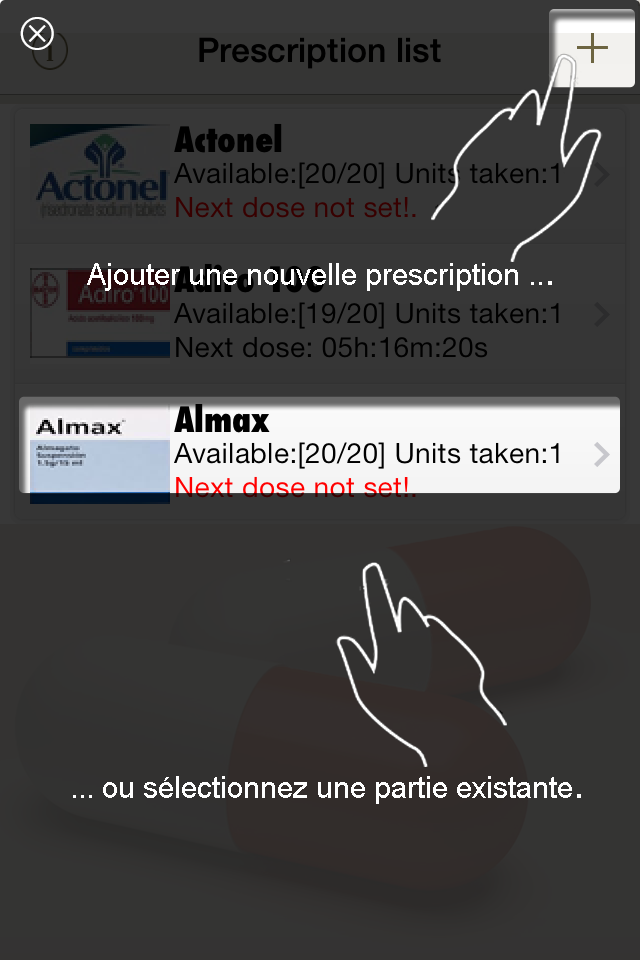 Prescription list
Actonel
Actonel
(risedronate sodium) tablets
Available:[20/20] Units taken:1
Next dose not set!.
Ajouter une nouvelle prescription ...
Adiro 100
Adiro 100
Available:[19/20] Units taken:1
Next dose: 05h:16m:20s
Almax
Almax
Almagato
Suspensión
Available:[20/20] Units taken:1
Next dose not set!.
... ou sélectionnez une partie existante.